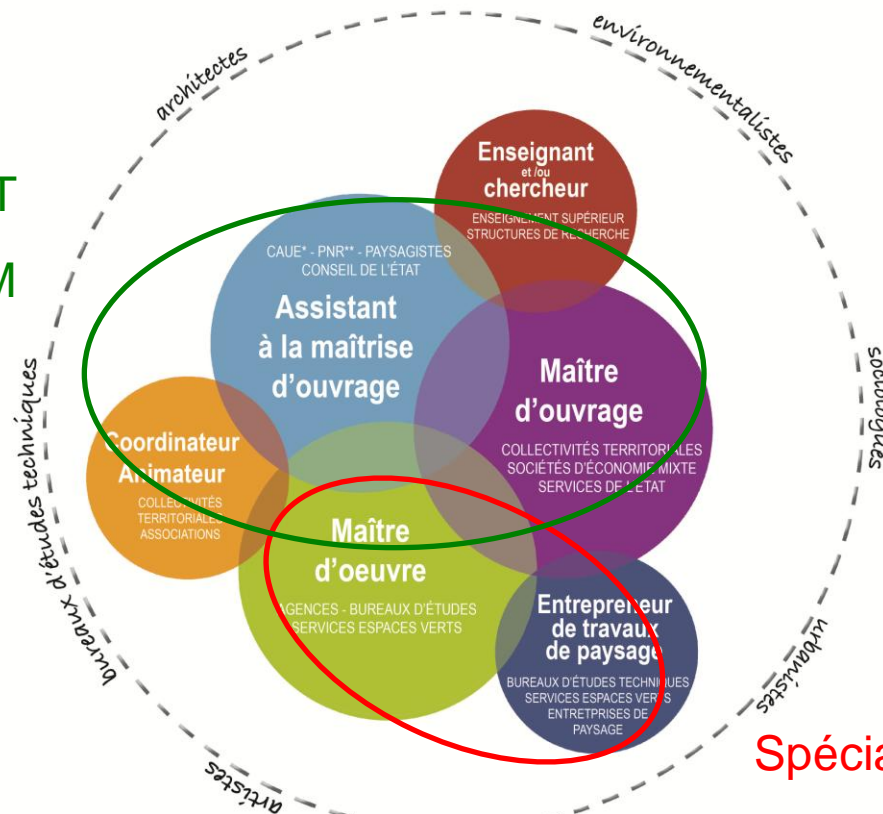 architectes
environnementalistes
T
M
Enseignant
et /ou
chercheur
ENSEIGNEMENT SUPÉRIEUR
STRUCTURES DE RECHERCHE
CAUE* - PNR** - PAYSAGISTES
CONSEIL DE L'ÉTAT
Assistant
à la maîtrise
d'ouvrage
Maître
d'ouvrage
COLLECTIVITÉS TERRITORIALES
SOCIÉTÉS D'ÉCONOMIE MIXTE
SERVICES DE L'ÉTAT
sociologues
bureaux d'études techniques
Coordinateur
Animateur
COLLECTIVITÉS
TERRITORIALES
ASSOCIATIONS
Maître
d'oeuvre
AGENCES - BUREAUX D'ÉTUDES
SERVICES ESPACES VERTS
Entrepreneur
de travaux
de paysage
BUREAUX D'ÉTUDES TECHNIQUES
SERVICES ESPACES VERTS
ENTRETPRISES DE
PAYSAGE
urbanistes
artistes
Spécia